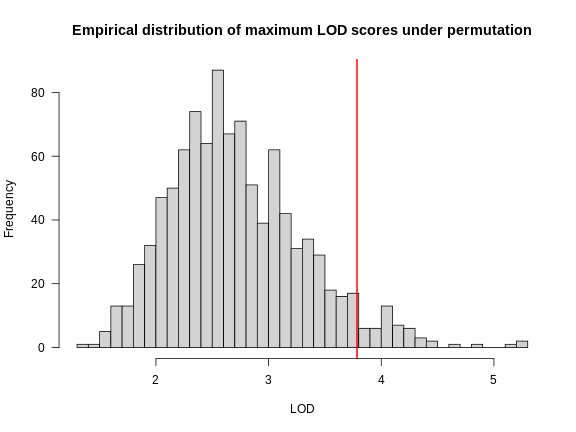 Empirical distribution of maximum LOD scores under permutation
Frequency
80
60
40
20
0
2 3 4 5
LOD